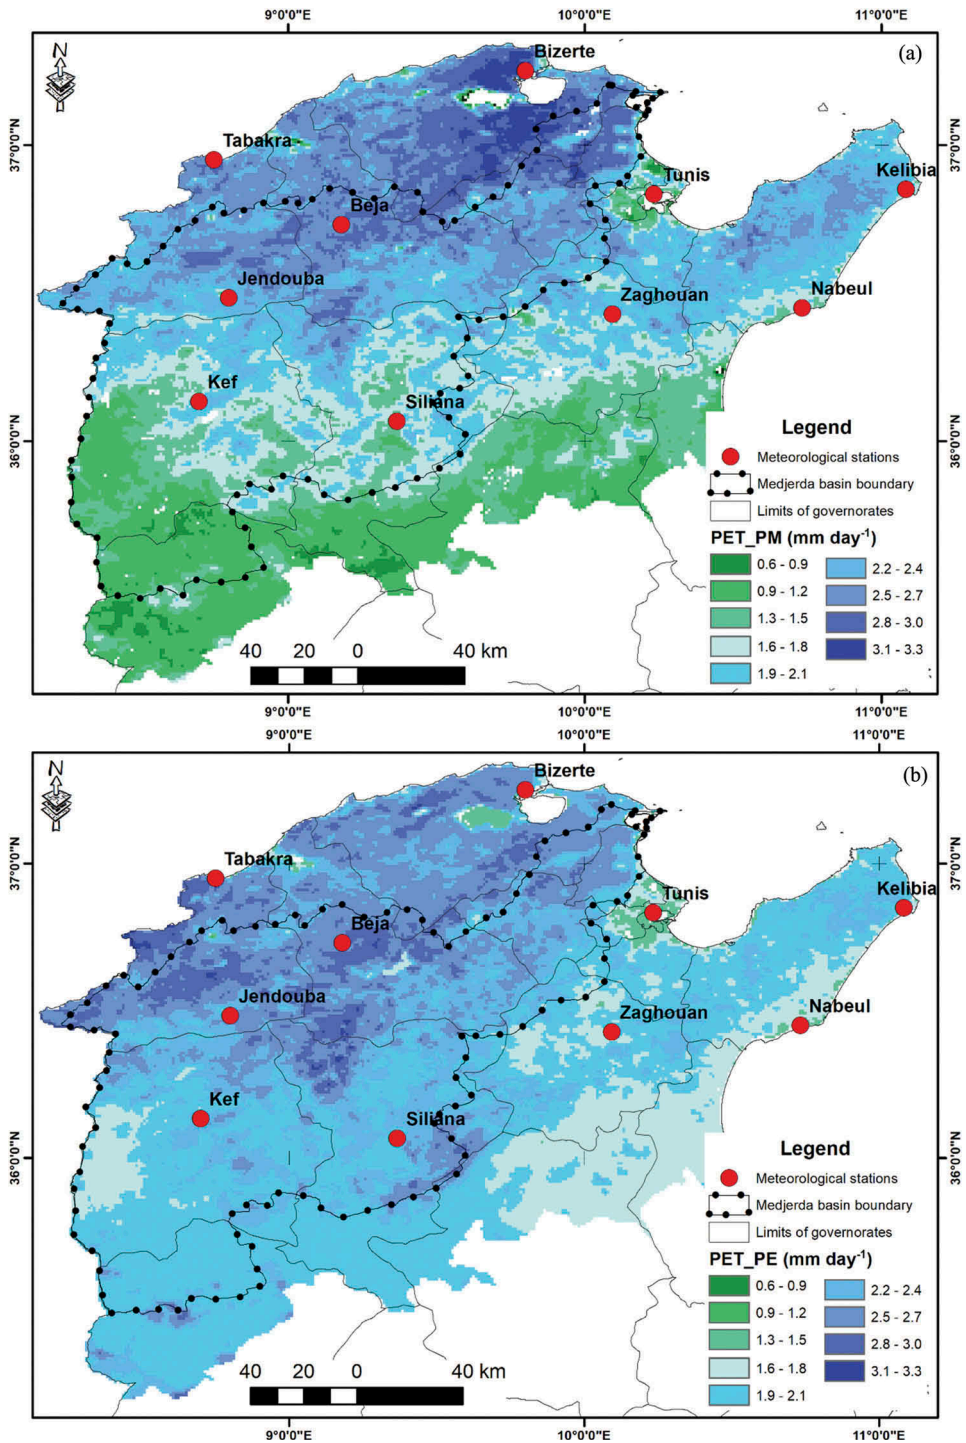 9°0'0"E 10°0'0"E 11°0'0"E
(a)
N
Bizerte
Tabakra
37°0'0"N
37°0'0"N
Tunis
Kelibia
Beja
Jendouba
Zaghouan
Nabeul
Kef
Siliana
36°0'0"N
36°0'0"N
Legend
Meteorological stations
Medjerda basin boundary
Limits of governorates
PET_PM (mm day-1)
0.6 - 0.9
0.9 - 1.2
1.3 - 1.5
1.6 - 1.8
1.9 - 2.1
2.2 - 2.4
2.5 - 2.7
2.8 - 3.0
3.1 - 3.3
40 20 0 40 km
9°0'0"E 10°0'0"E 11°0'0"E
(b)
N
Bizerte
Tabakra
37°0'0"N
37°0'0"N
Tunis
Kelibia
Beja
Jendouba
Zaghouan
Nabeul
Kef
Siliana
36°0'0"N
36°0'0"N
Legend
Meteorological stations
Medjerda basin boundary
Limits of governorates
PET_PE (mm day-1)
0.6 - 0.9
0.9 - 1.2
1.3 - 1.5
1.6 - 1.8
1.9 - 2.1
2.2 - 2.4
2.5 - 2.7
2.8 - 3.0
3.1 - 3.3
40 20 0 40 km
9°0'0"E 10°0'0"E 11°0'0"E